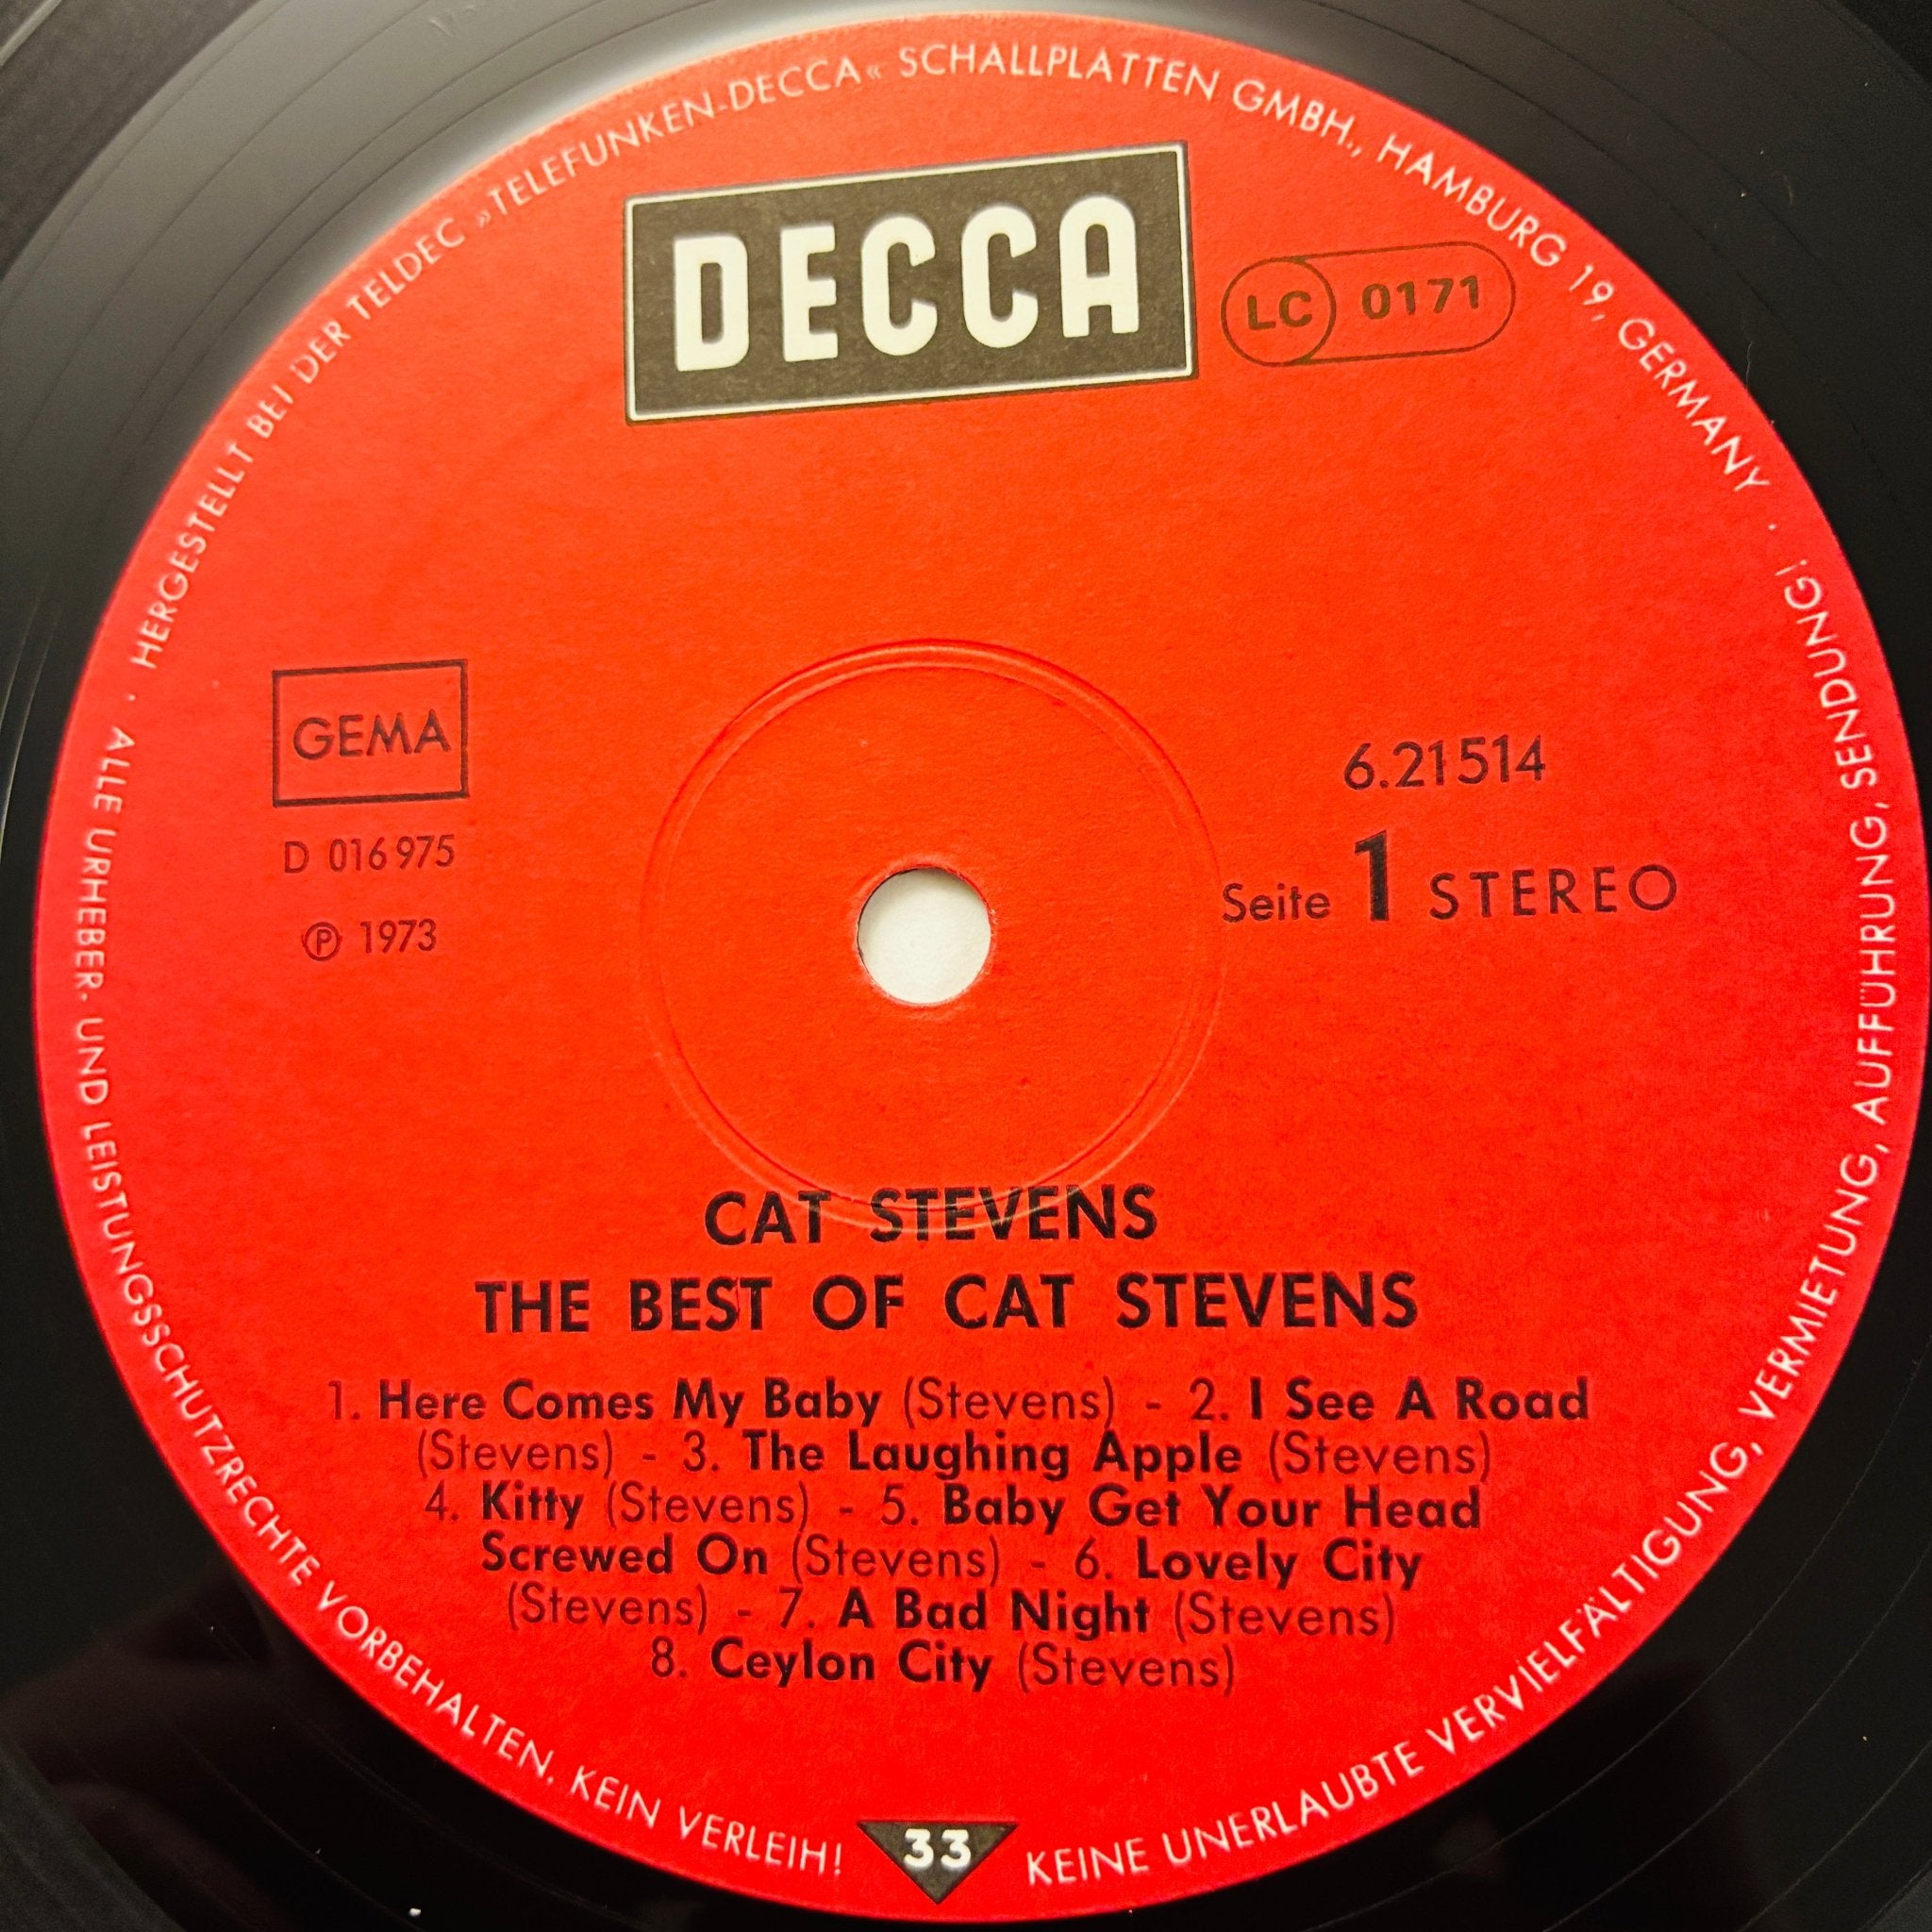 HERGESTELLT BEI DER TELDEC »TELEFUNKEN-DECCA« SCHALLPLATTEN GMBH., HAMBURG 19, GERMANY ·
DECCA
LC 0171
GEMA
D 016 975
℗ 1973
6.21514
Seite 1 STEREO
CAT STEVENS
THE BEST OF CAT STEVENS
1. Here Comes My Baby (Stevens) - 2. I See A Road
(Stevens) - 3. The Laughing Apple (Stevens)
4. Kitty (Stevens) - 5. Baby Get Your Head
Screwed On (Stevens) - 6. Lovely City
(Stevens) - 7. A Bad Night (Stevens)
8. Ceylon City (Stevens)
· ALLE URHEBER- UND LEISTUNGSSCHUTZRECHTE VORBEHALTEN. KEIN VERLEIH!
33
KEINE UNERLAUBTE VERVIELFÄLTIGUNG, VERMIETUNG, AUFFÜHRUNG, SENDUNG!